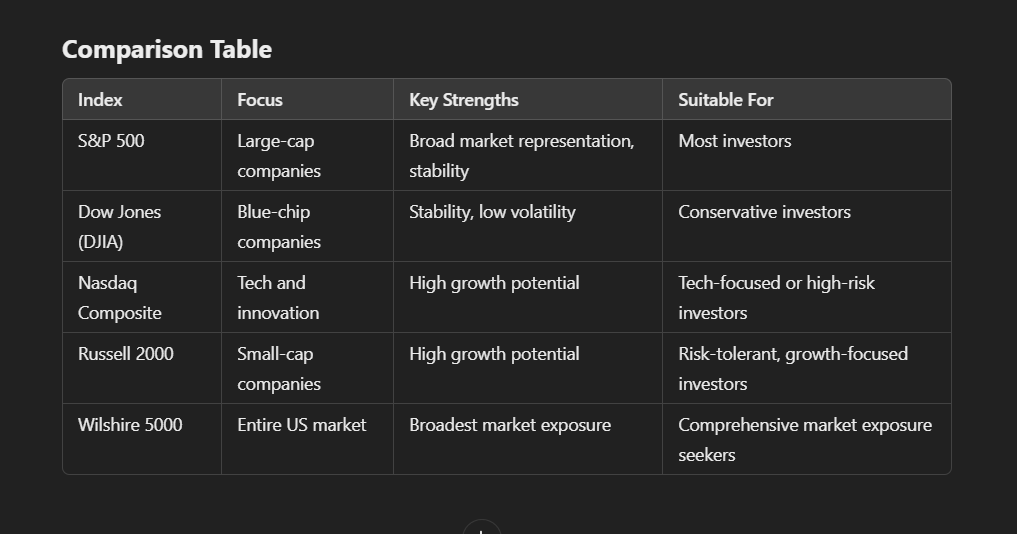 Comparison Table
Index Focus Key Strengths Suitable For
S&P 500 Large-cap Broad market representation, Most investors
companies stability
Dow Jones Blue-chip Stability, low volatility Conservative investors
(DJIA) companies
Nasdaq Tech and High growth potential Tech-focused or high-risk
Composite innovation investors
Russell 2000 Small-cap High growth potential Risk-tolerant, growth-focused
companies investors
Wilshire 5000 Entire US market Broadest market exposure Comprehensive market exposure
seekers